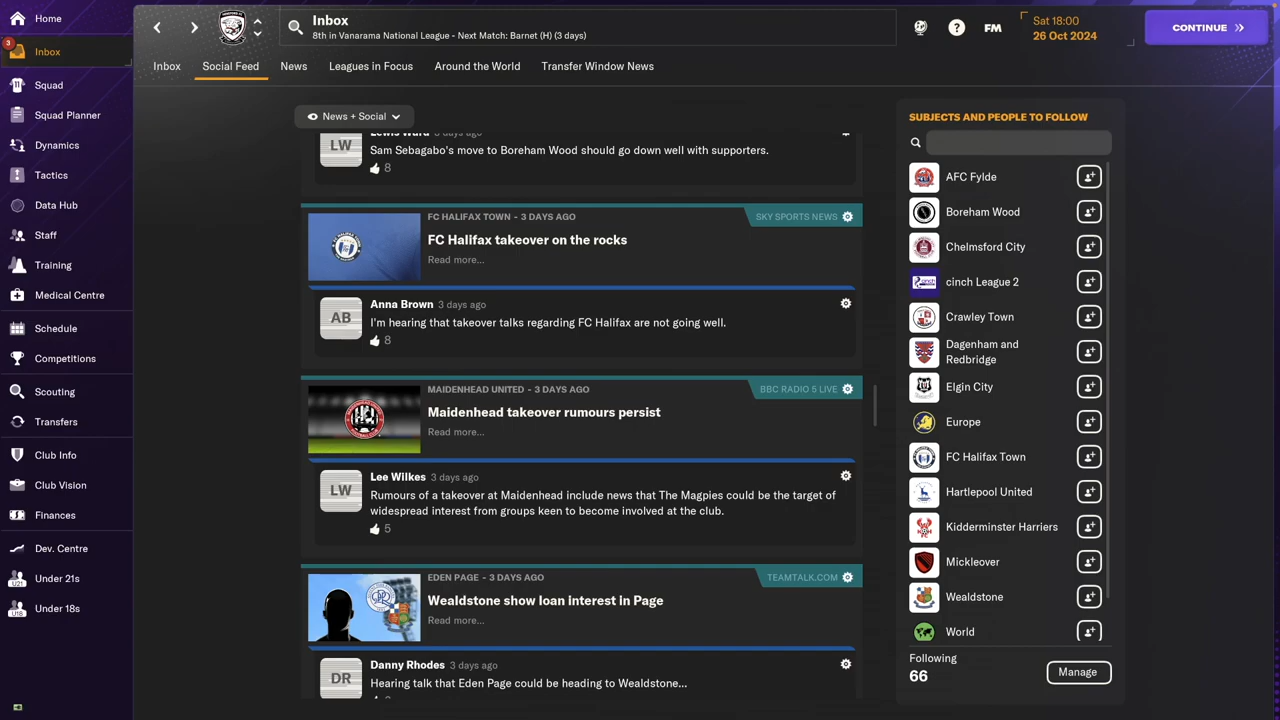 Home
3
Inbox
Squad
Squad Planner
Dynamics
Tactics
Data Hub
Staff
Training
Medical Centre
Schedule
Competitions
Scouting
Transfers
Club Info
Club Vision
Finances
Dev. Centre
U21
Under 21s
U18
Under 18s
Inbox
8th in Vanarama National League - Next Match: Barnet (H) (3 days)
?
FM
Sat 18:00
26 Oct 2024
CONTINUE
Inbox
Social Feed
News
Leagues in Focus
Around the World
Transfer Window News
News + Social
LW
Lewis Ward 3 days ago
Sam Sebagabo's move to Boreham Wood should go down well with supporters.
8
FC HALIFAX TOWN - 3 DAYS AGO
SKY SPORTS NEWS
FC Halifax takeover on the rocks
Read more...
AB
Anna Brown 3 days ago
I'm hearing that takeover talks regarding FC Halifax are not going well.
8
MAIDENHEAD UNITED - 3 DAYS AGO
BBC RADIO 5 LIVE
Maidenhead takeover rumours persist
Read more...
LW
Lee Wilkes 3 days ago
Rumours of a takeover at Maidenhead include news that The Magpies could be the target of
widespread interest from groups keen to become involved at the club.
5
EDEN PAGE - 3 DAYS AGO
TEAMTALK.COM
Wealdstone show loan interest in Page
Read more...
DR
Danny Rhodes 3 days ago
Hearing talk that Eden Page could be heading to Wealdstone...
SUBJECTS AND PEOPLE TO FOLLOW
AFC Fylde
Boreham Wood
Chelmsford City
cinch League 2
Crawley Town
Dagenham and
Redbridge
Elgin City
Europe
FC Halifax Town
Hartlepool United
Kidderminster Harriers
Mickleover
Wealdstone
World
Following
66
Manage